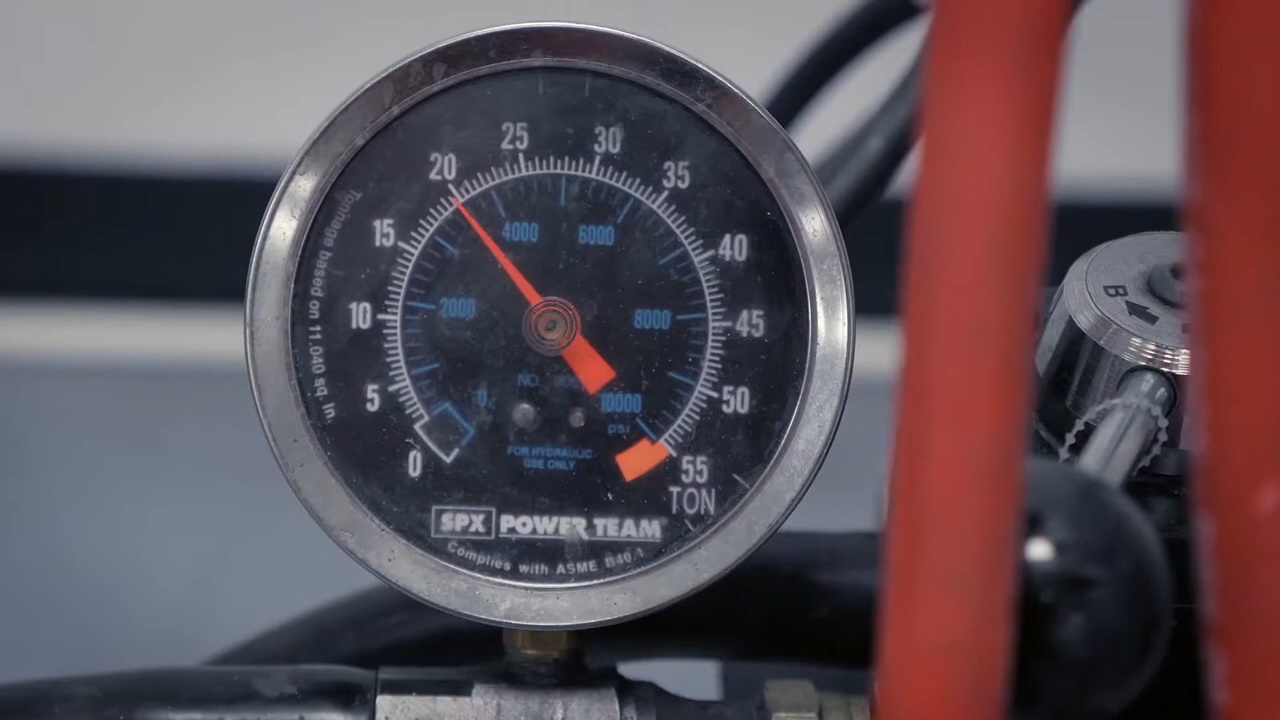 25
30
20
35
15
4000
6000
40
10
2000
8000
45
5
0
10000
50
psi
NO
FOR HYDRAULIC
USE ONLY
0
55
TON
Tonnage based on 11.040 sq. in.
SPX POWER TEAM
Complies with ASME B40.1
B